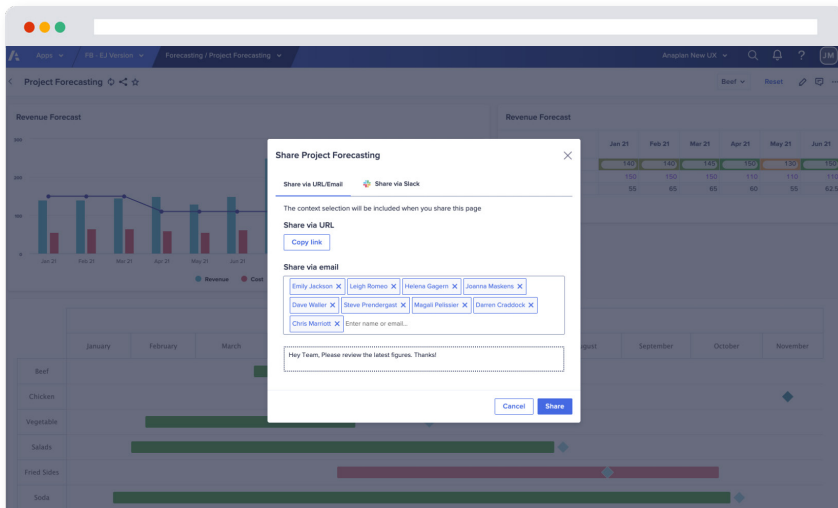 Apps
FB - EJ Version
Forecasting / Project Forecasting
Anaplan New UX
?
JM
Project Forecasting
Beef
Reset
Revenue Forecast
Revenue Forecast
Jan 21 Feb 21 Mar 21 Apr 21 May 21 Jun 21
140 140 145 150 130 150
150 150 150 110 110 110
65 65 65 60 55 62.5
Share Project Forecasting
Share via URL/Email
Share via Slack
The context selection will be included when you share this page
Share via URL
Copy link
Share via email
Emily Jackson X Leigh Romeo X Helena Gagern X Joanna Maskens X
Dave Waller X Steve Prendergast X Magali Pelissier X Darren Craddock X
Chris Marriott X Enter name or email...
Hey Team, Please review the latest figures. Thanks!
Cancel
Share
0
Jan 21 Feb 21 Mar 21 Apr 21 May 21 Jun 21
Revenue Cost
January February March September October November
Beef
Chicken
Vegetable
Salads
Fried Sides
Soda